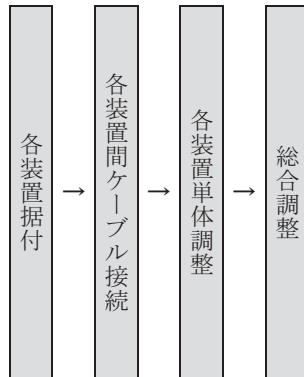 各装置据付
→
各装置間ケーブル接続
→
各装置単体調整
→
総合調整